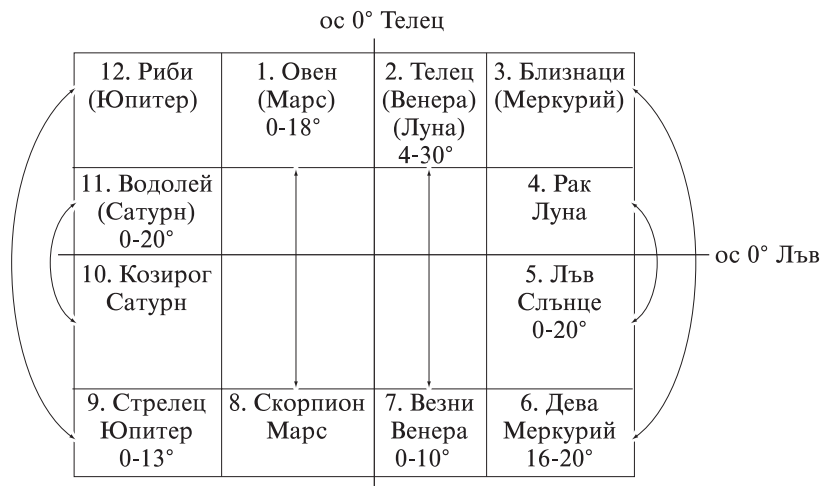 ос 0° Телец
12. Риби
(Юпитер)
1. Овен
(Марс)
0-18°
2. Телец
(Венера)
(Луна)
4-30°
3. Близнаци
(Меркурий)
11. Водолей
(Сатурн)
0-20°
4. Рак
Луна
ос 0° Лъв
10. Козирог
Сатурн
5. Лъв
Слънце
0-20°
9. Стрелец
Юпитер
0-13°
8. Скорпион
Марс
7. Везни
Венера
0-10°
6. Дева
Меркурий
16-20°